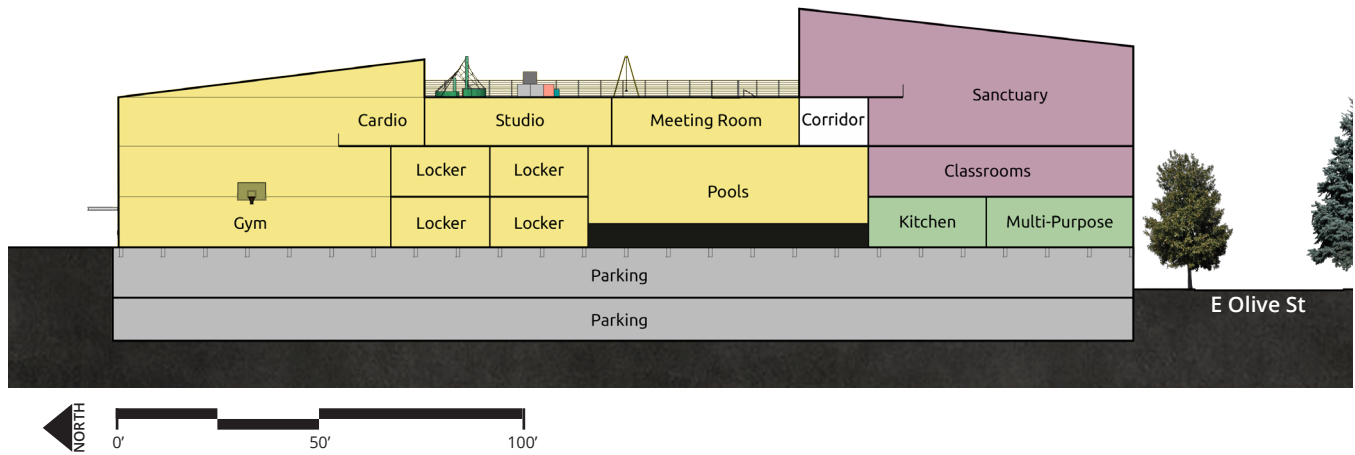 Sanctuary
Cardio
Studio
Meeting Room
Corridor
Locker
Locker
Classrooms
Pools
Gym
Locker
Locker
Kitchen
Multi-Purpose
Parking
E Olive St
Parking
NORTH
0’
50’
100’